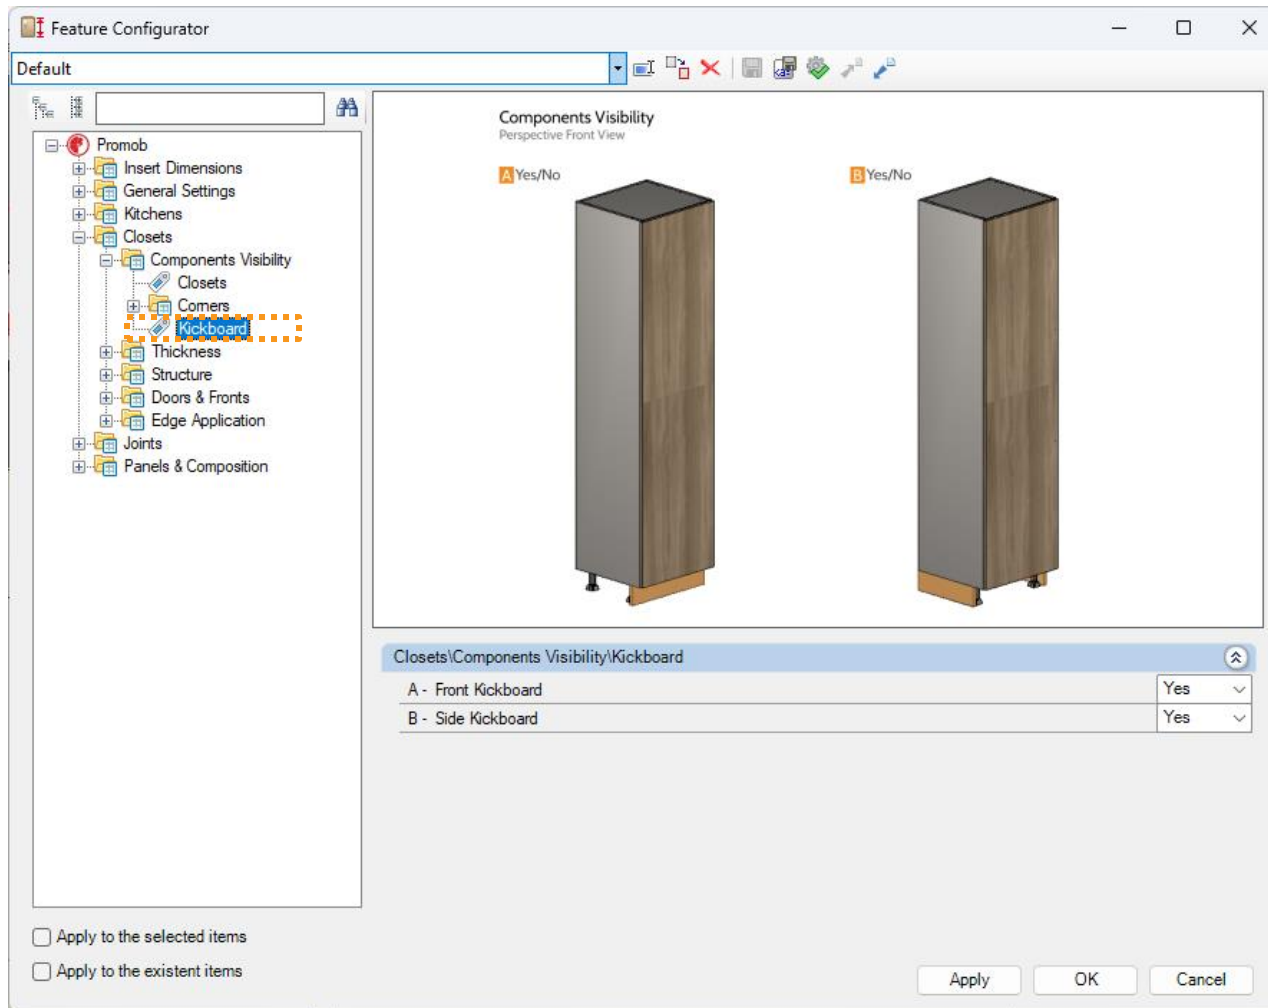 Feature Configurator
Default
Promob
Insert Dimensions
General Settings
Kitchens
Closets
Components Visibility
Closets
Corners
Kickboard
Thickness
Structure
Doors & Fronts
Edge Application
Joints
Panels & Composition
Components Visibility
Perspective Front View
A Yes/No
B Yes/No
Closets\Components Visibility\Kickboard
A - Front Kickboard Yes
B - Side Kickboard Yes
Apply to the selected items
Apply to the existent items
Apply OK Cancel